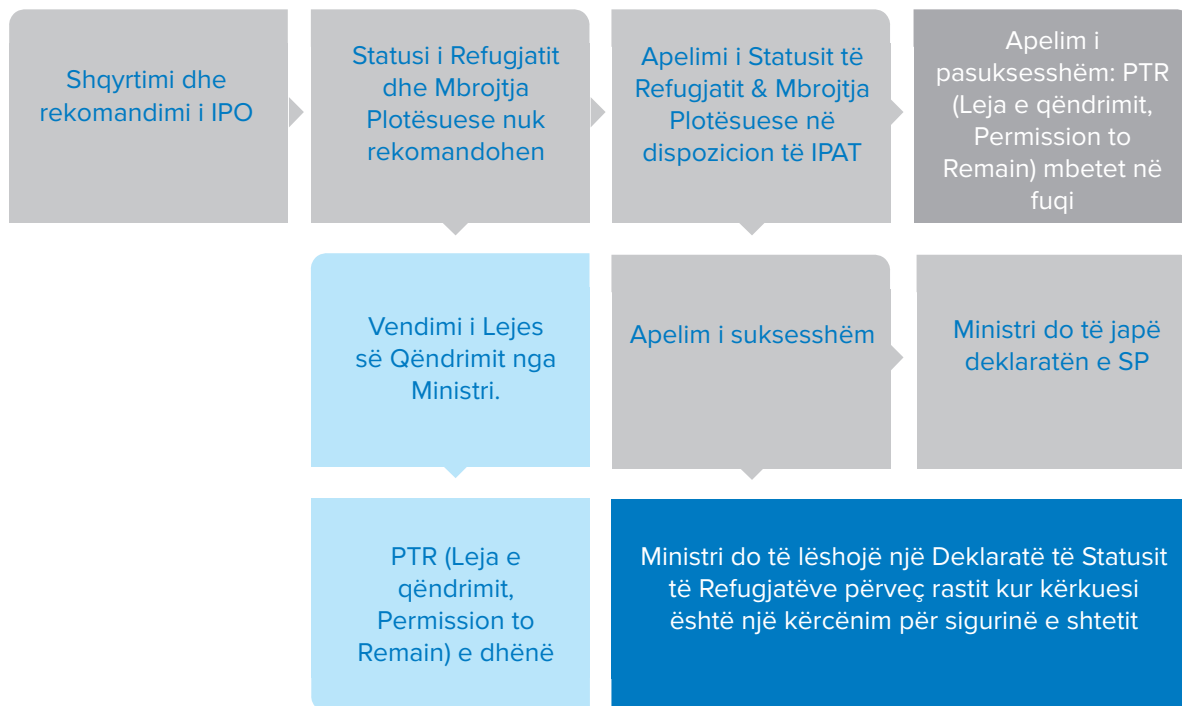 Shqyrtimi dhe
rekomandimi i IPO
Statusi i Refugjatit
dhe Mbrojtja
Plotësuese nuk
rekomandohen
Apelimi i Statusit të
Refugjatit & Mbrojtja
Plotësuese në
dispozicion të IPAT
Apelim i
pasuksesshëm: PTR
(Leja e qëndrimit,
Permission to
Remain) mbetet në
fuqi
Vendimi i Lejes
së Qëndrimit nga
Ministri.
Apelim i suksesshëm
Ministri do të japë
deklaratën e SP
PTR (Leja e
qëndrimit,
Permission to
Remain) e dhënë
Ministri do të lëshojë një Deklaratë të Statusit
të Refugjatëve përveç rastit kur kërkuesi
është një kërcënim për sigurinë e shtetit